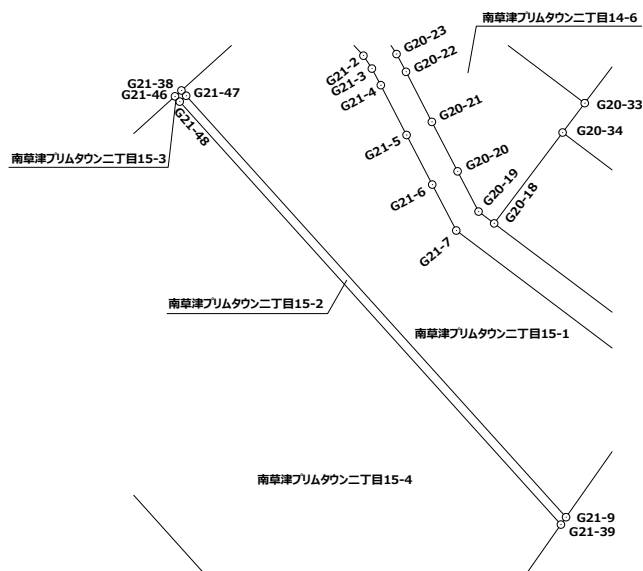 南草津プリムタウン二丁目14-6
G20-23
G21-2
G20-22
G21-3
G21-38
G21-4
G21-46
G21-47
G20-33
G21-48
G20-21
G20-34
G21-5
南草津プリムタウン二丁目15-3
G20-20
G21-6
G20-19
G20-18
G21-7
南草津プリムタウン二丁目15-2
南草津プリムタウン二丁目15-1
南草津プリムタウン二丁目15-4
G21-9
G21-39